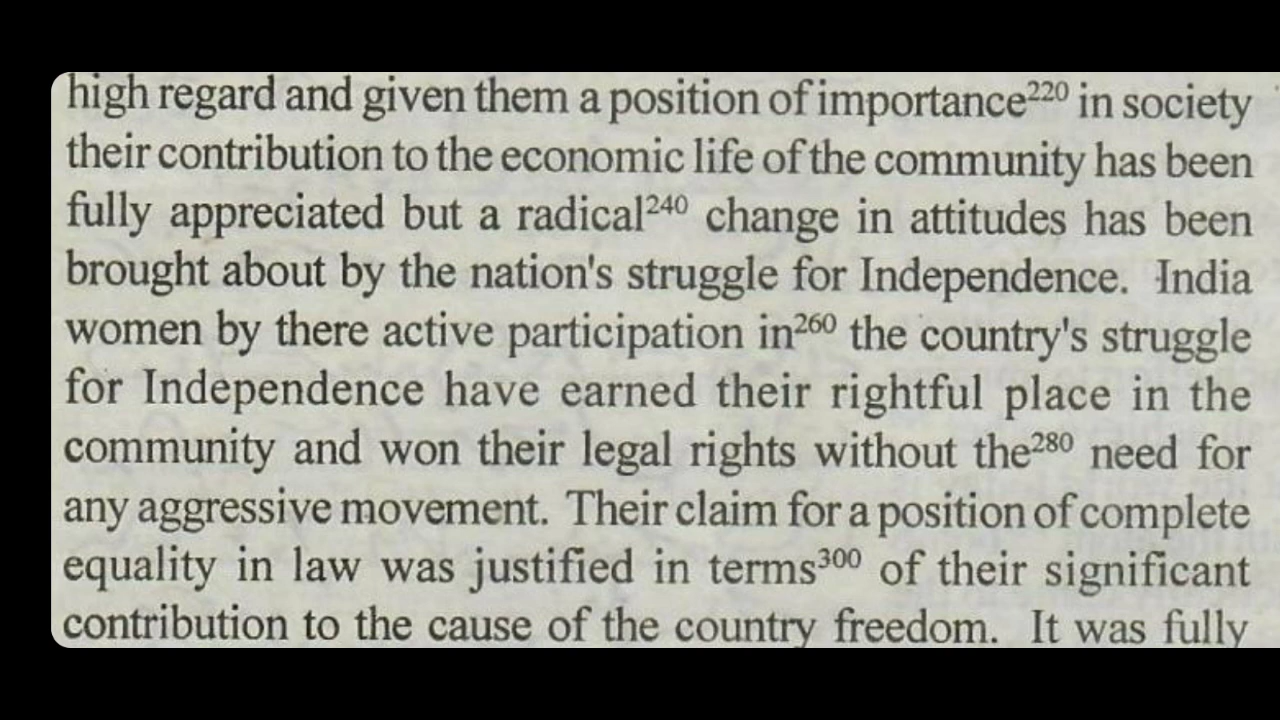 high regard and given them a position of importance²²⁰ in society
their contribution to the economic life of the community has been
fully appreciated but a radical²⁴⁰ change in attitudes has been
brought about by the nation's struggle for Independence. India
women by there active participation in²⁶⁰ the country's struggle
for Independence have earned their rightful place in the
community and won their legal rights without the²⁸⁰ need for
any aggressive movement. Their claim for a position of complete
equality in law was justified in terms³⁰⁰ of their significant
contribution to the cause of the country freedom. It was fully